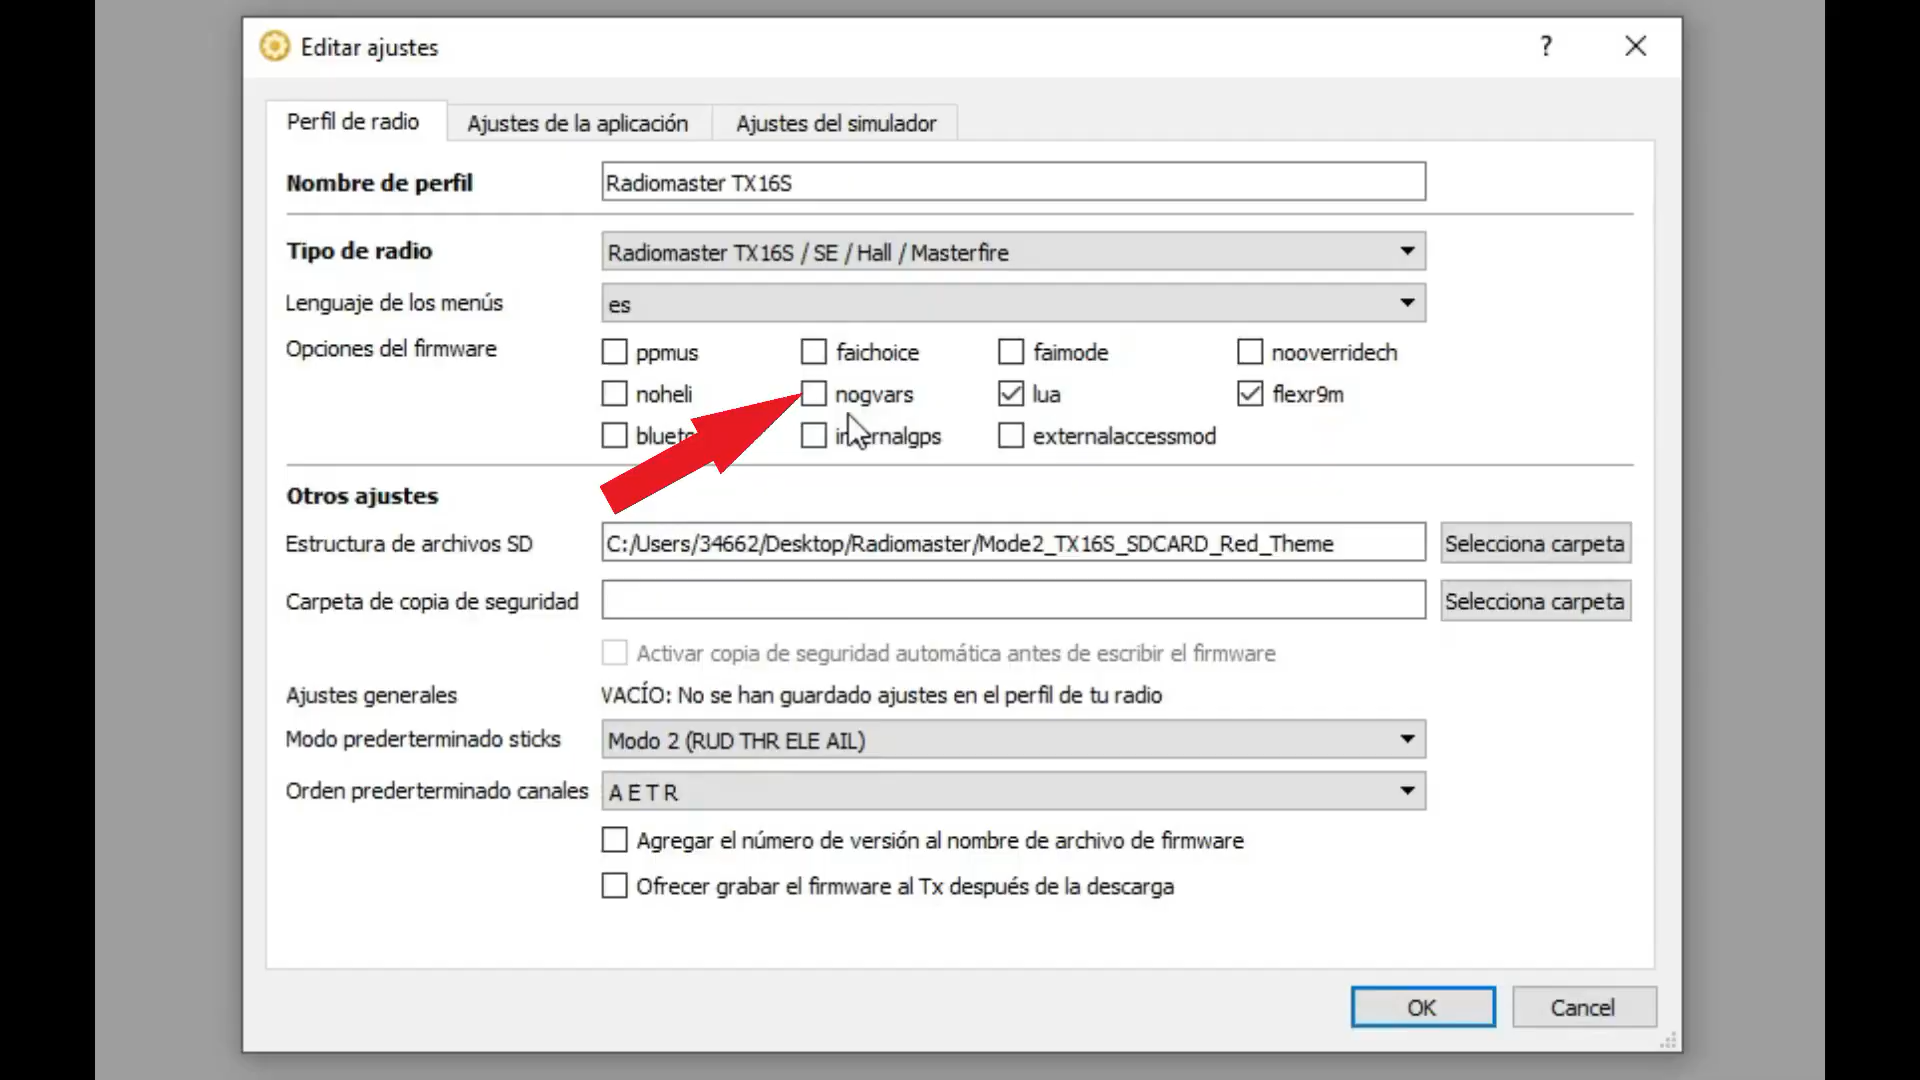 Editar ajustes ?
Perfil de radio Ajustes de la aplicación Ajustes del simulador
Nombre de perfil Radiomaster TX16S
Tipo de radio Radiomaster TX16S / SE / Hall / Masterfire
Lenguaje de los menús es
Opciones del firmware ppmus faichoice faimode nooverridech
noheli nogvars lua flexr9m
externalaccessmod
Otros ajustes
Estructura de archivos SD C:/Users/34662/Desktop/Radiomaster/Mode2_TX16S_SDCARD_Red_Theme Selecciona carpeta
Carpeta de copia de seguridad Selecciona carpeta
Activar copia de seguridad automática antes de escribir el firmware
Ajustes generales VACÍO: No se han guardado ajustes en el perfil de tu radio
Modo prederterminado sticks Modo 2 (RUD THR ELE AIL)
Orden prederterminado canales A E T R
Agregar el número de versión al nombre de archivo de firmware
Ofrecer grabar el firmware al Tx después de la descarga
OK Cancel